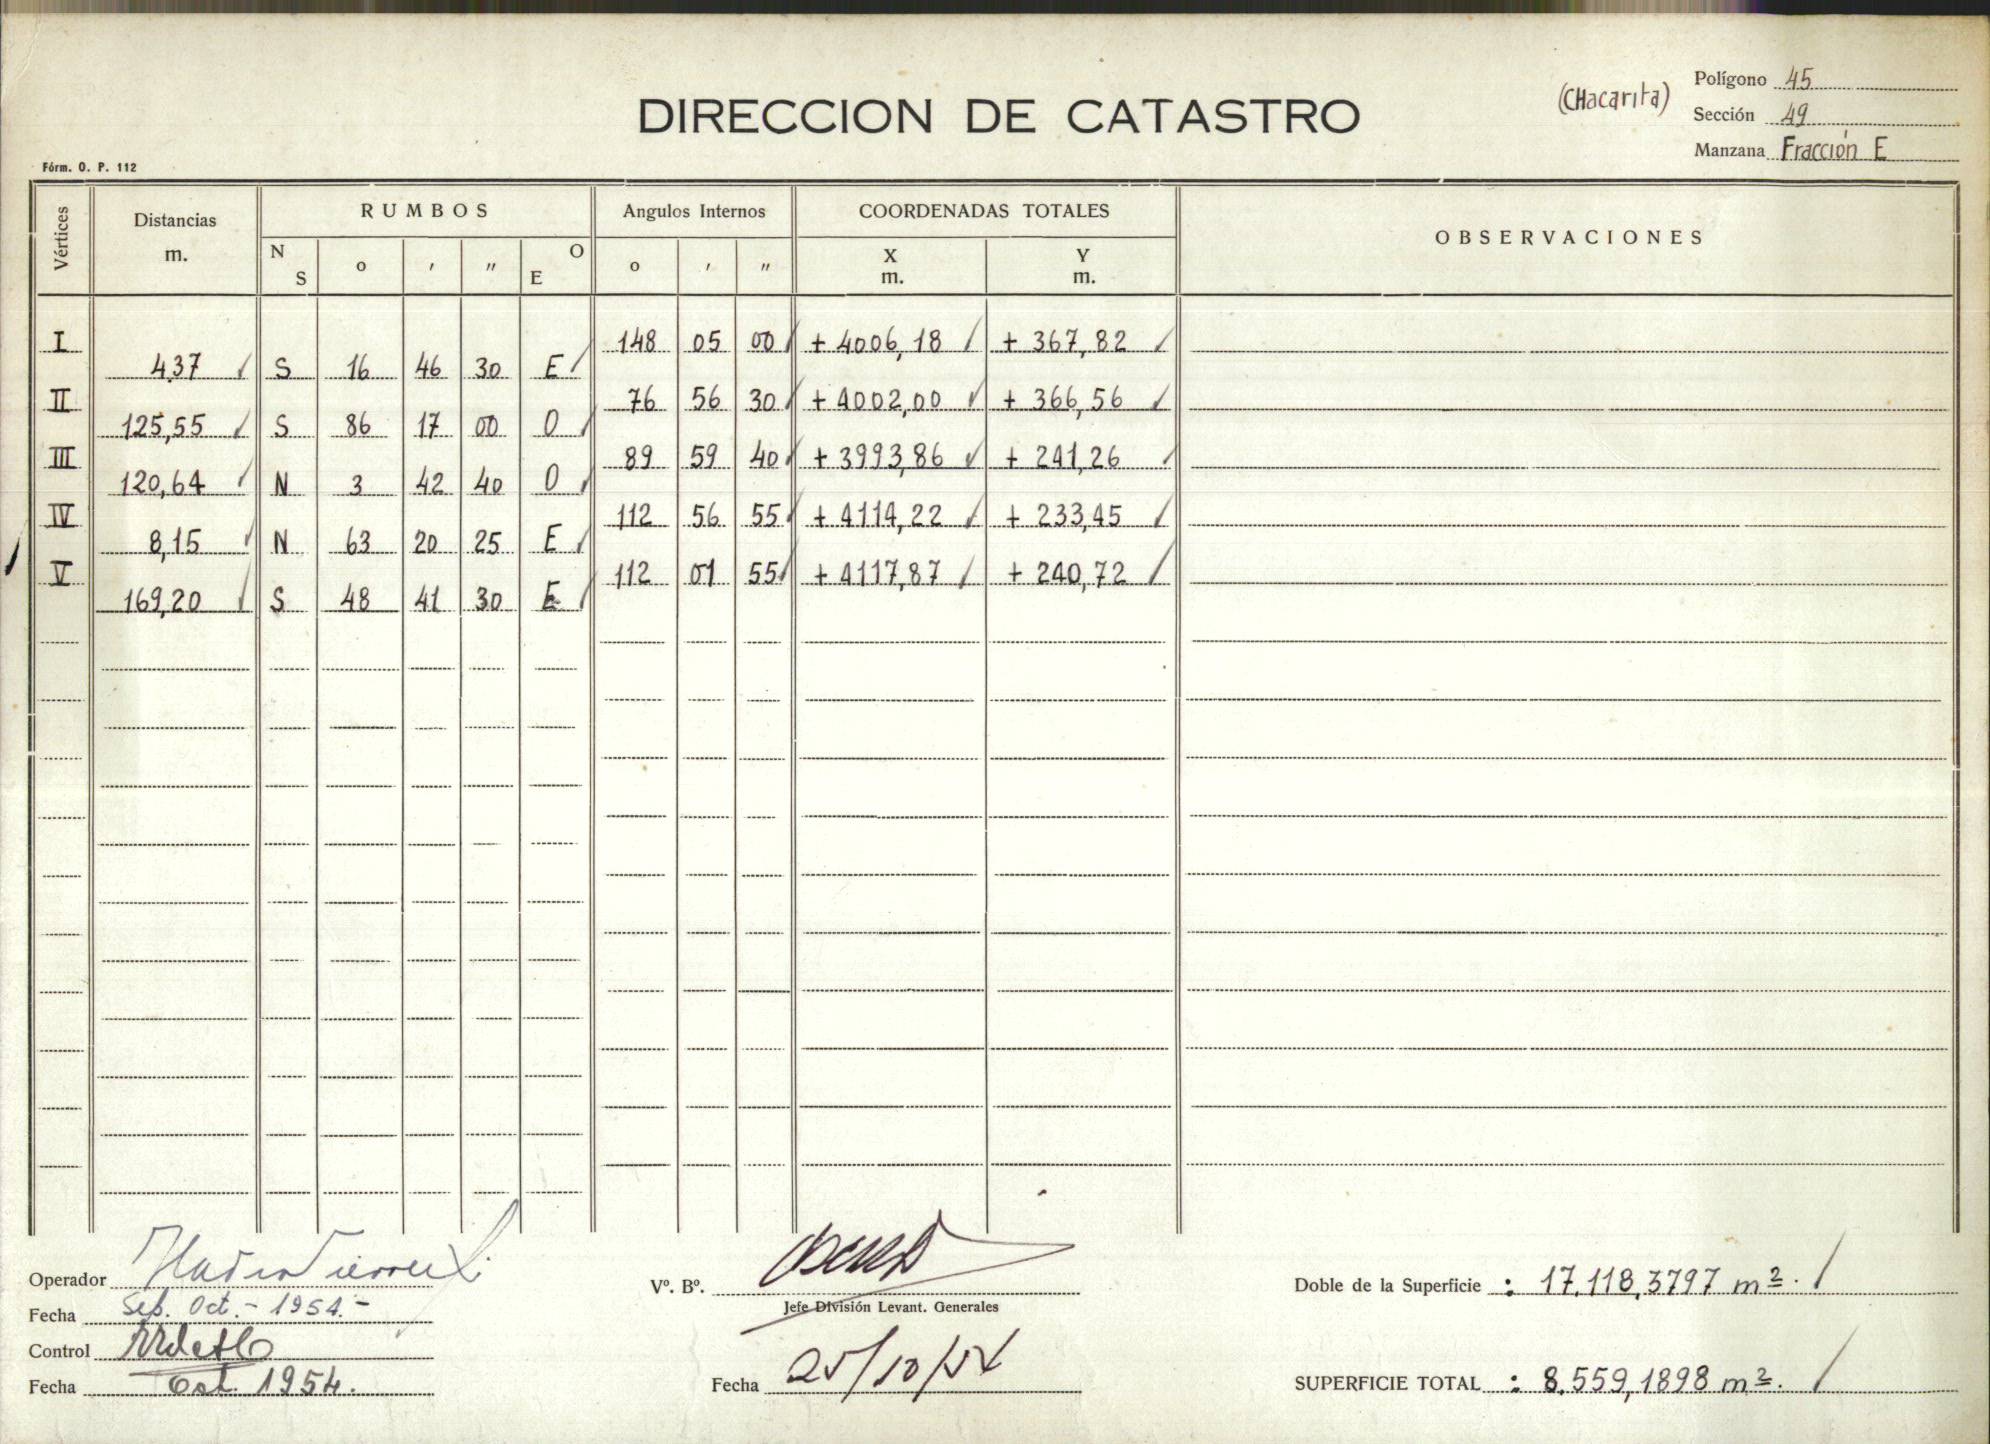 Polígono 45
DIRECCION DE CATASTRO
(CHacarita)
Sección 49
Manzana Fracción E
Fórm. O. P. 112
Vértices
Distancias
m.
RUMBOS
N S ° ′ ″ O E
Angulos Internos
° ′ ″
COORDENADAS TOTALES
X m.
Y m.
OBSERVACIONES
I 148 05 00 + 4006,18 + 367,82
4,37 S 16 46 30 E
II 76 56 30 + 4002,00 + 366,56
125,55 S 86 17 00 O
III 89 59 40 + 3993,86 + 241,26
120,64 N 3 42 40 O
IV 112 56 55 + 4114,22 + 233,45
8,15 N 63 20 25 E
V 112 01 55 + 4117,87 + 240,72
169,20 S 48 41 30 E
Operador
Fecha Sep. Oct. - 1954. -
Control
Fecha Oct. 1954.
Vº. Bº.
Jefe División Levant. Generales
Fecha 25/10/54
Doble de la Superficie : 17.118,3797 m2.
SUPERFICIE TOTAL : 8.559,1898 m2.